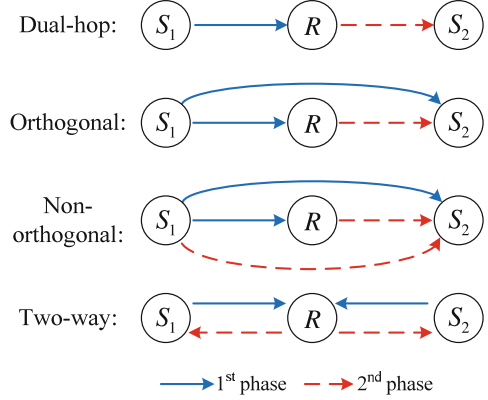 Dual-hop: S1 R S2
Orthogonal: S1 R S2
Non-
orthogonal: S1 R S2
Two-way: S1 R S2
1st phase 2nd phase